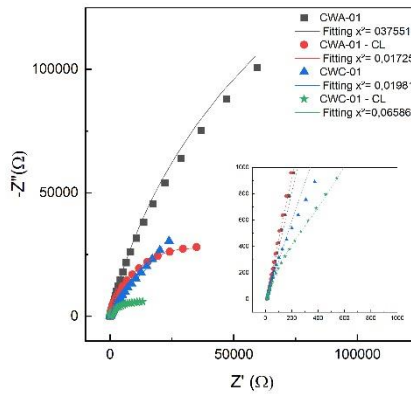 CWA-01
Fitting x²= 037551
CWA-01 - CL
Fitting x²= 0,01725
CWC-01
Fitting x²= 0,01981
CWC-01 - CL
Fitting x²=0,06586
100000
50000
0
-Z"(Ω)
1000
800
600
400
200
0
0 200 400 600 800 1000
0 50000 100000
Z' (Ω)